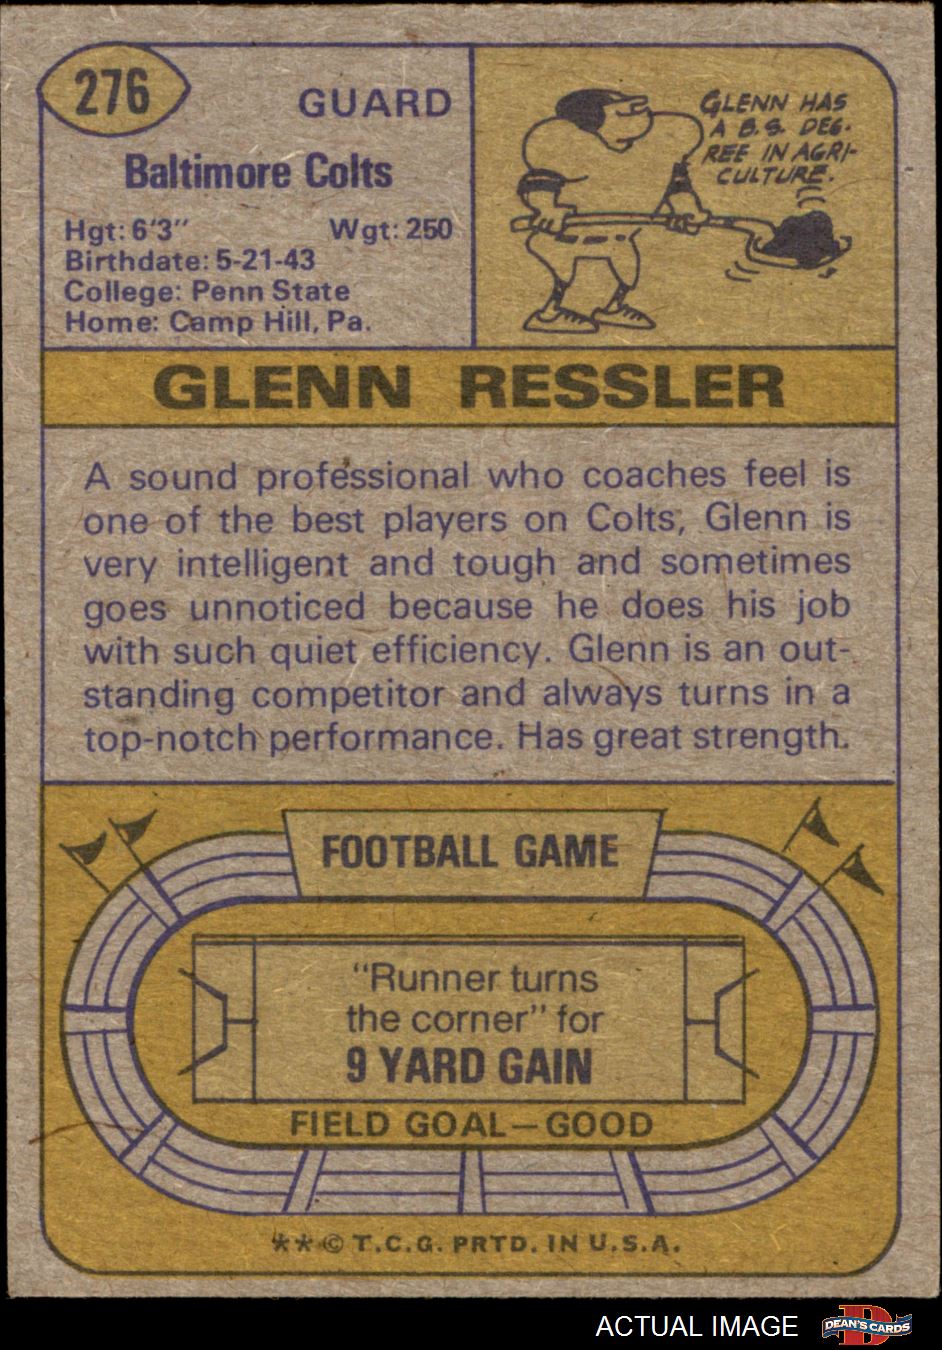 276
GUARD
Baltimore Colts
Hgt: 6'3" Wgt: 250
Birthdate: 5-21-43
College: Penn State
Home: Camp Hill, Pa.
GLENN HAS
A B.S. DEG-
REE IN AGRI-
CULTURE.
GLENN RESSLER
A sound professional who coaches feel is
one of the best players on Colts, Glenn is
very intelligent and tough and sometimes
goes unnoticed because he does his job
with such quiet efficiency. Glenn is an out-
standing competitor and always turns in a
top-notch performance. Has great strength.
FOOTBALL GAME
"Runner turns
the corner" for
9 YARD GAIN
FIELD GOAL—GOOD
**© T.C.G. PRTD. IN U.S.A.
ACTUAL IMAGE
DEAN'S CARDS